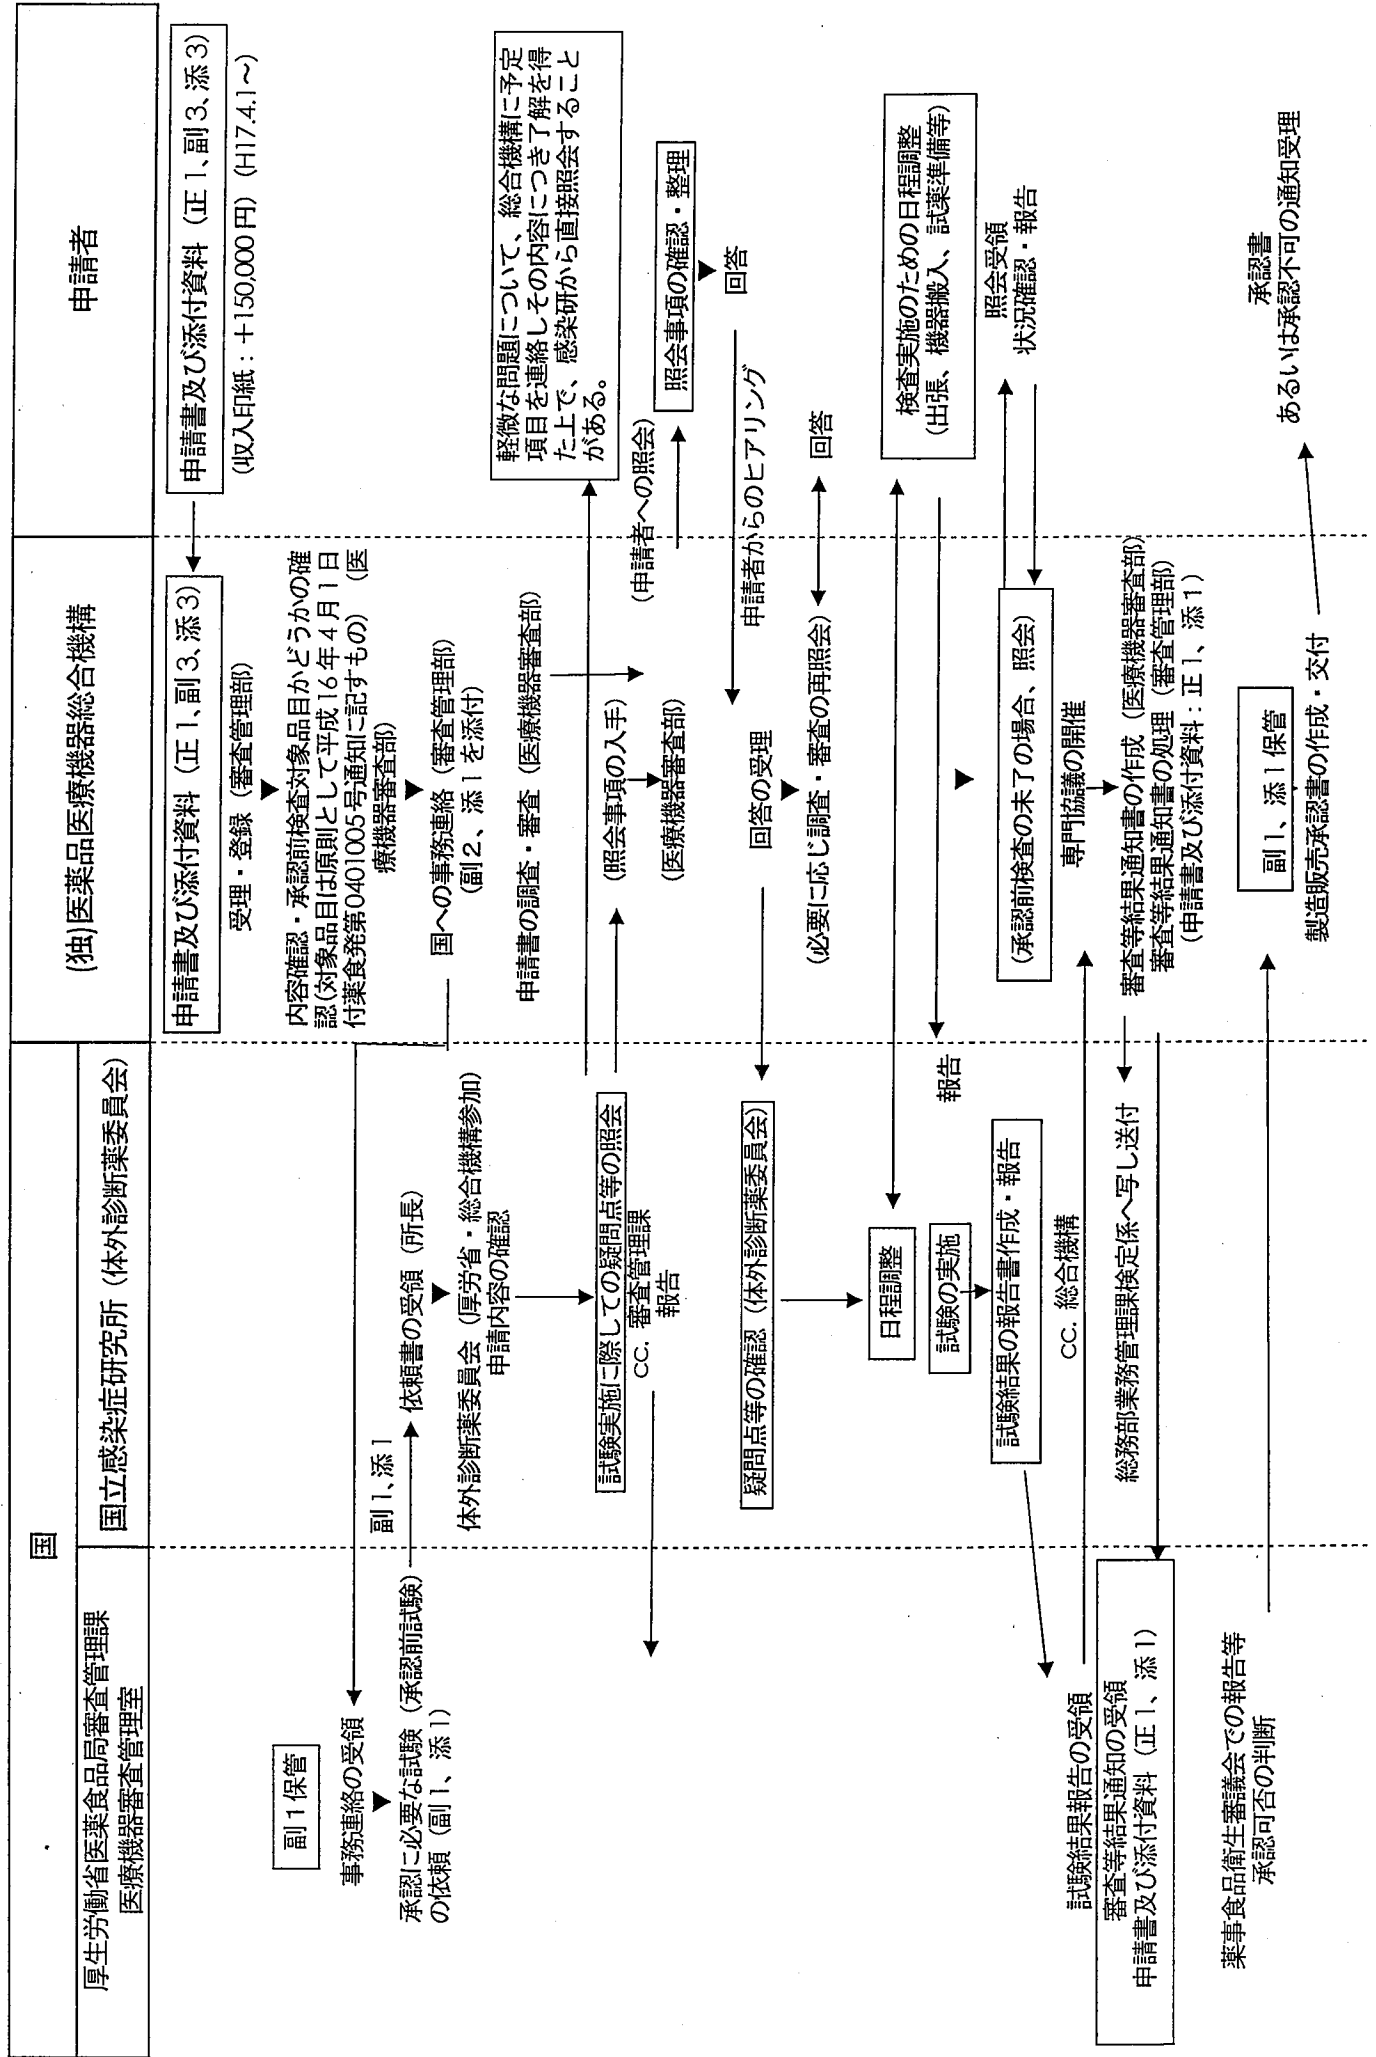 国
厚生労働省医薬食品局審査管理課
医療機器審査管理室
国立感染症研究所（体外診断薬委員会）
(独)医薬品医療機器総合機構
申請者
申請書及び添付資料（正１、副３、添３）
（収入印紙：＋150,000円）（H17.4.1～）
申請書及び添付資料（正１、副３、添３）
受理・登録（審査管理部）
内容確認・承認前検査対象品目かどうかの確
認（対象品目は原則として平成16年４月１日
付薬食発第0401005号通知に記すもの）（医
療機器審査部）
副１保管
国への事務連絡（審査管理部）
（副２、添１を添付）
事務連絡の受領
承認に必要な試験（承認前試験）
の依頼（副１、添１）
副１、添１
依頼書の受領（所長）
体外診断薬委員会（厚労省・総合機構参加）
申請内容の確認
申請書の調査・審査（医療機器審査部）
軽微な問題について、総合機構に予定
項目を連絡しその内容につき了解を得
た上で、感染研から直接照会すること
がある。
試験実施に際しての疑問点等の照会
CC. 審査管理課
報告
（照会事項の入手）
（医療機器審査部）
（申請者への照会）
照会事項の確認・整理
回答
申請者からのヒアリング
回答の受理
疑問点等の確認（体外診断薬委員会）
（必要に応じ調査・審査の再照会）
回答
日程調整
検査実施のための日程調整
（出張、機器搬入、試薬準備等）
試験の実施
報告
試験結果の報告書作成・報告
（承認前検査の未了の場合、照会）
照会受領
状況確認・報告
試験結果報告の受領
CC. 総合機構
専門協議の開催
審査等結果通知書の作成（医療機器審査部）
審査等結果通知書の処理（審査管理部）
（申請書及び添付資料：正１、添１）
総務部業務管理課検定係へ写し送付
審査等結果通知の受領
申請書及び添付資料（正１、添１）
薬事食品衛生審議会での報告等
承認可否の判断
副１、添１保管
製造販売承認書の作成・交付
承認書
あるいは承認不可の通知受理